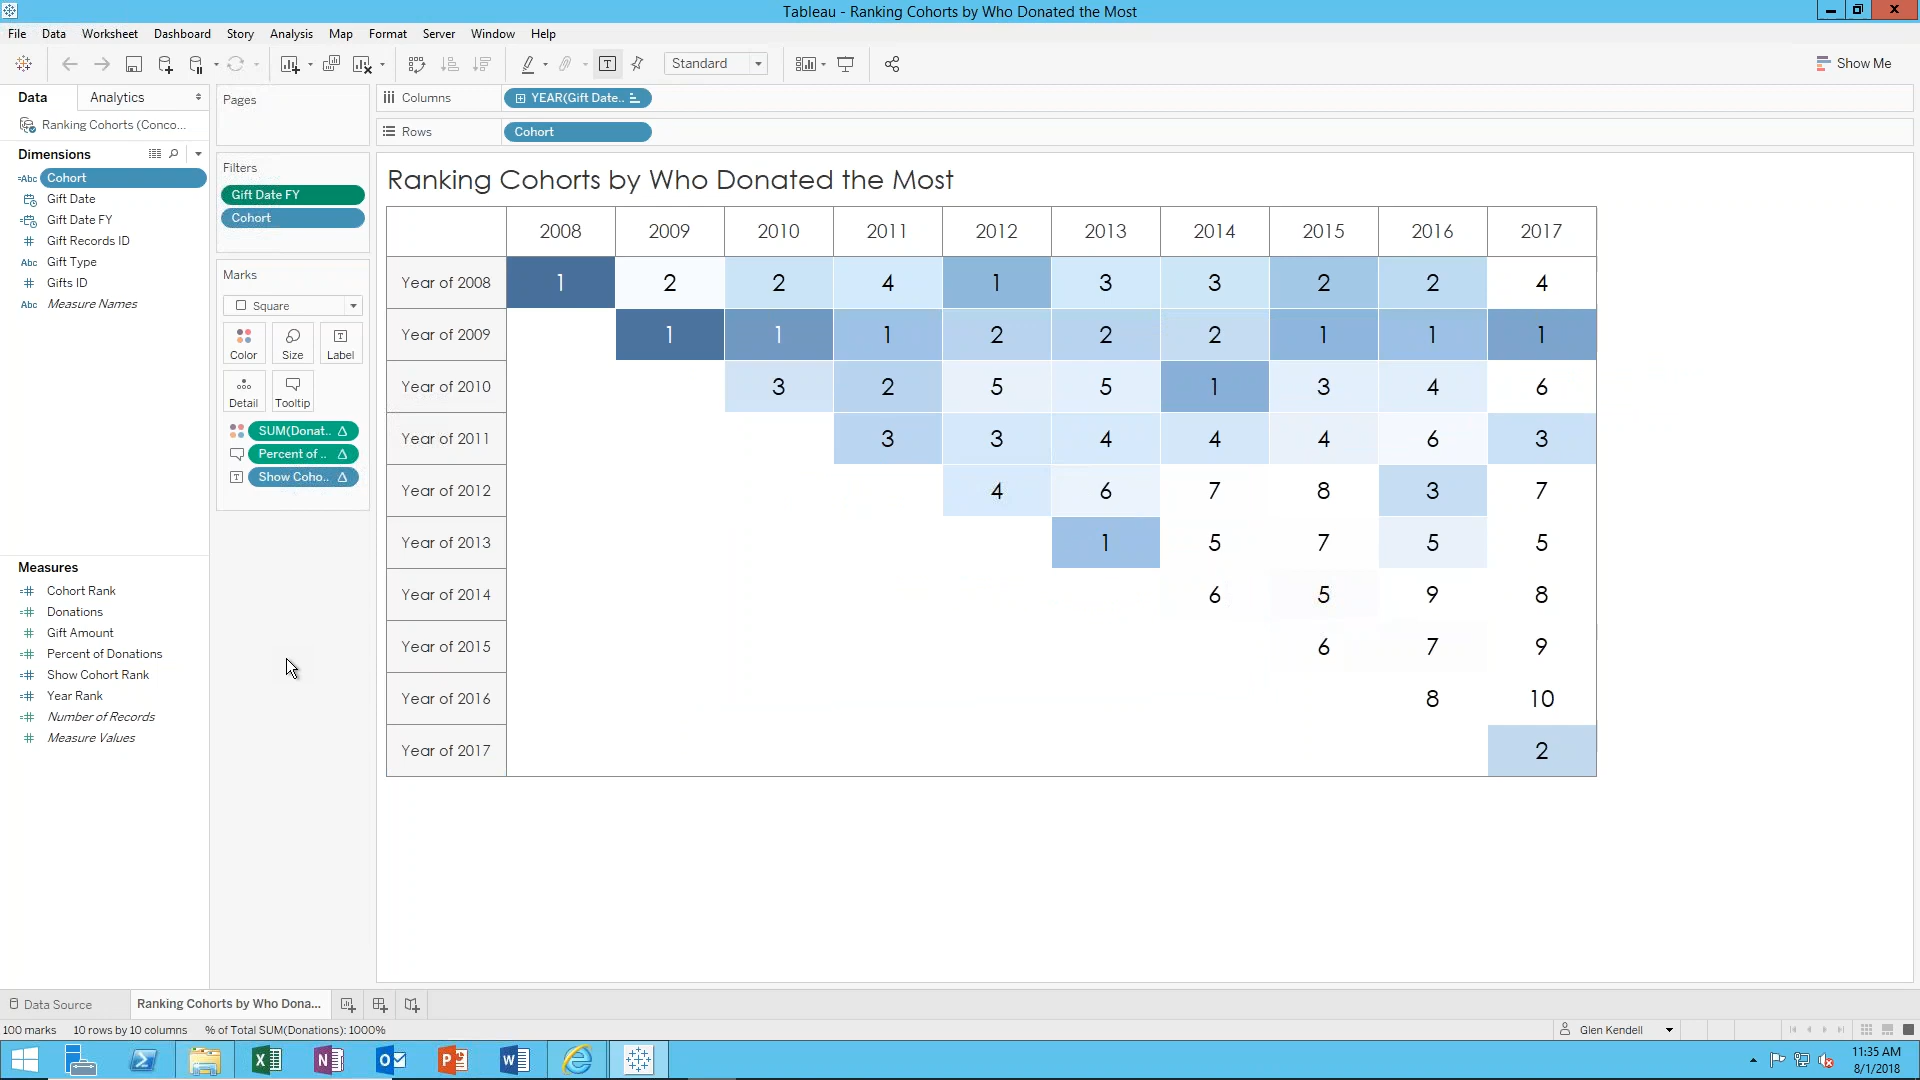 Tableau - Ranking Cohorts by Who Donated the Most
File Data Worksheet Dashboard Story Analysis Map Format Server Window Help
Standard
Show Me
Data Analytics
Ranking Cohorts (Conco...
Dimensions
Abc Cohort
Gift Date
Gift Date FY
Gift Records ID
Abc Gift Type
Gifts ID
Abc Measure Names
Measures
Cohort Rank
Donations
Gift Amount
Percent of Donations
Show Cohort Rank
Year Rank
Number of Records
Measure Values
Pages
Filters
Gift Date FY
Cohort
Marks
Square
Color Size Label
Detail Tooltip
SUM(Donat..
Percent of ..
Show Coho..
Columns YEAR(Gift Date..
Rows Cohort
Ranking Cohorts by Who Donated the Most
2008 2009 2010 2011 2012 2013 2014 2015 2016 2017
Year of 2008 1 2 2 4 1 3 3 2 2 4
Year of 2009 1 1 1 2 2 2 1 1 1
Year of 2010 3 2 5 5 1 3 4 6
Year of 2011 3 3 4 4 4 6 3
Year of 2012 4 6 7 8 3 7
Year of 2013 1 5 7 5 5
Year of 2014 6 5 9 8
Year of 2015 6 7 9
Year of 2016 8 10
Year of 2017 2
Data Source Ranking Cohorts by Who Dona...
100 marks 10 rows by 10 columns % of Total SUM(Donations): 1000%
Glen Kendell
11:35 AM
8/1/2018